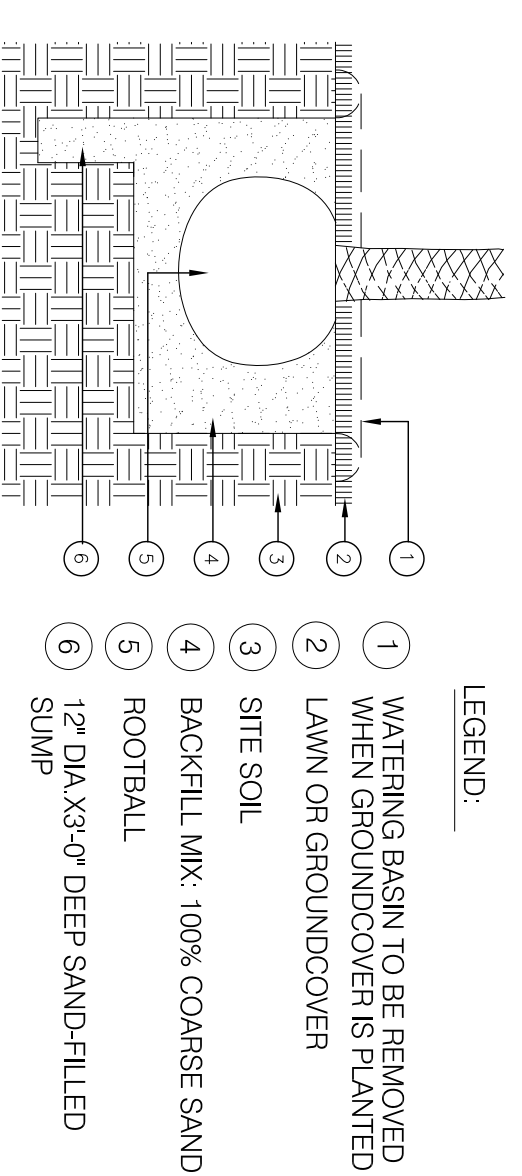 LEGEND:
1 WATERING BASIN TO BE REMOVED
WHEN GROUNDCOVER IS PLANTED
2 LAWN OR GROUNDCOVER
3 SITE SOIL
4 BACKFILL MIX: 100% COARSE SAND
5 ROOTBALL
6 12" DIA.X3'-0" DEEP SAND-FILLED
SUMP
1
2
3
4
5
6